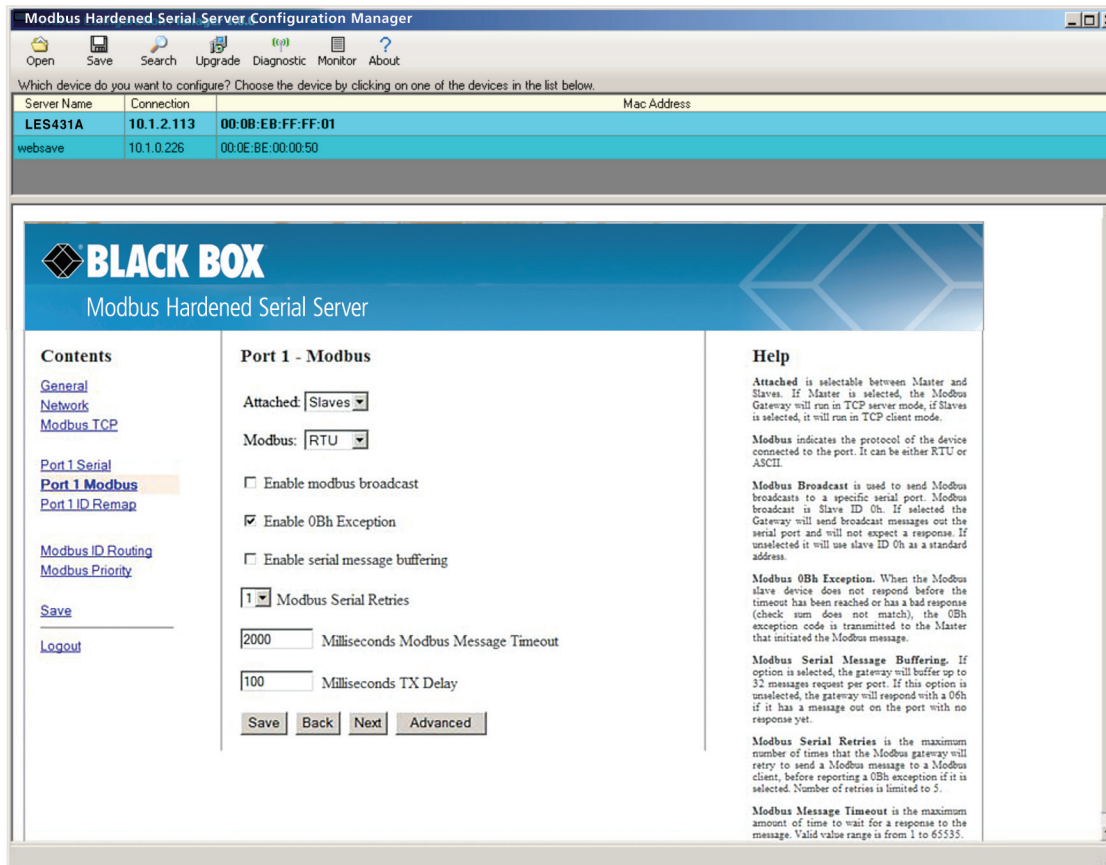 Modbus Hardened Serial Server Configuration Manager
Open Save Search Upgrade Diagnostic Monitor About
Which device do you want to configure? Choose the device by clicking on one of the devices in the list below.
Server Name Connection Mac Address
LES431A 10.1.2.113 00:0B:EB:FF:FF:01
websave 10.1.0.226 00:0E:BE:00:00:50
BLACK BOX
Modbus Hardened Serial Server
Contents
General
Network
Modbus TCP
Port 1 Serial
Port 1 Modbus
Port 1 ID Remap
Modbus ID Routing
Modbus Priority
Save
Logout
Port 1 - Modbus
Attached: Slaves
Modbus: RTU
Enable modbus broadcast
Enable 0Bh Exception
Enable serial message buffering
1 Modbus Serial Retries
2000 Milliseconds Modbus Message Timeout
100 Milliseconds TX Delay
Save Back Next Advanced
Help
Attached is selectable between Master and
Slaves. If Master is selected, the Modbus
Gateway will run in TCP server mode, if Slaves
is selected, it will run in TCP client mode.
Modbus indicates the protocol of the device
connected to the port. It can be either RTU or
ASCII.
Modbus Broadcast is used to send Modbus
broadcasts to a specific serial port. Modbus
broadcast is Slave ID 0h. If selected the
Gateway will send broadcast messages out the
serial port and will not expect a response. If
unselected it will use slave ID 0h as a standard
address.
Modbus 0Bh Exception. When the Modbus
slave device does not respond before the
timeout has been reached or has a bad response
(check sum does not match), the 0Bh
exception code is transmitted to the Master
that initiated the Modbus message.
Modbus Serial Message Buffering. If
option is selected, the gateway will buffer up to
32 messages request per port. If this option is
unselected, the gateway will respond with a 06h
if it has a message out on the port with no
response yet.
Modbus Serial Retries is the maximum
number of times that the Modbus gateway will
retry to send a Modbus message to a Modbus
client, before reporting a 0Bh exception if it is
selected. Number of retries is limited to 5.
Modbus Message Timeout is the maximum
amount of time to wait for a response to the
message. Valid value range is from 1 to 65535.